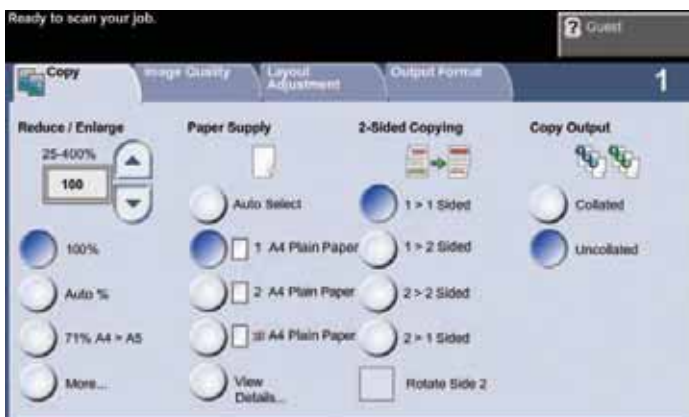 Ready to scan your job.
Guest
Copy
Image Quality
Layout
Adjustment
Output Format
1
Reduce / Enlarge
25-400%
100
100%
Auto %
71% A4 > A5
More...
Paper Supply
Auto Select
1 A4 Plain Paper
2 A4 Plain Paper
A4 Plain Paper
View
Details...
2-Sided Copying
1 > 1 Sided
1 > 2 Sided
2 > 2 Sided
2 > 1 Sided
Rotate Side 2
Copy Output
Collated
Uncollated